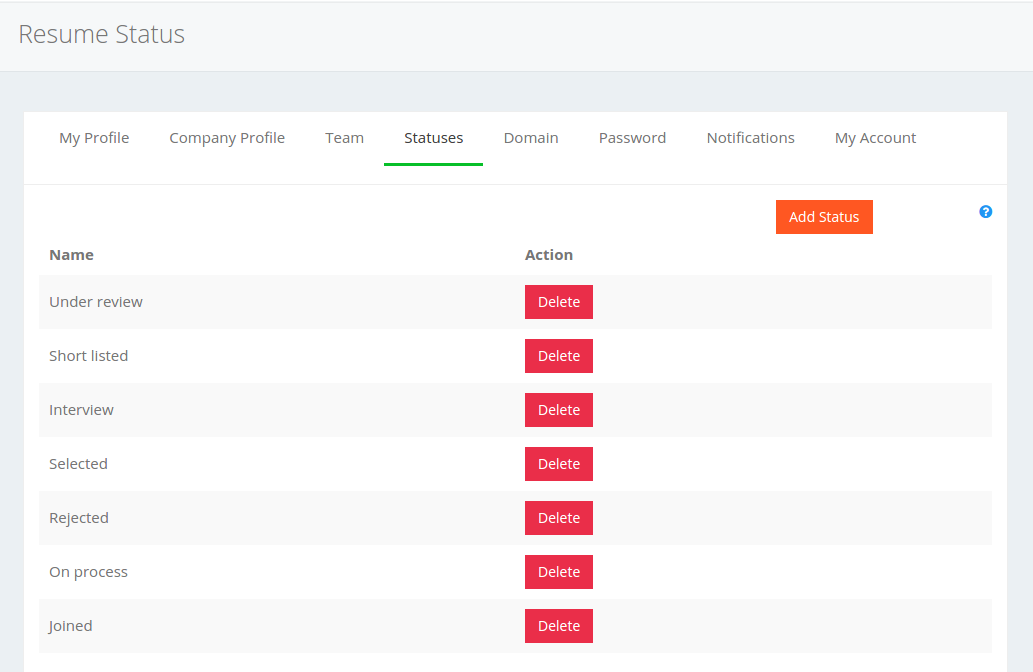 Resume Status
My Profile Company Profile Team Statuses Domain Password Notifications My Account
Add Status ?
Name Action
Under review Delete
Short listed Delete
Interview Delete
Selected Delete
Rejected Delete
On process Delete
Joined Delete